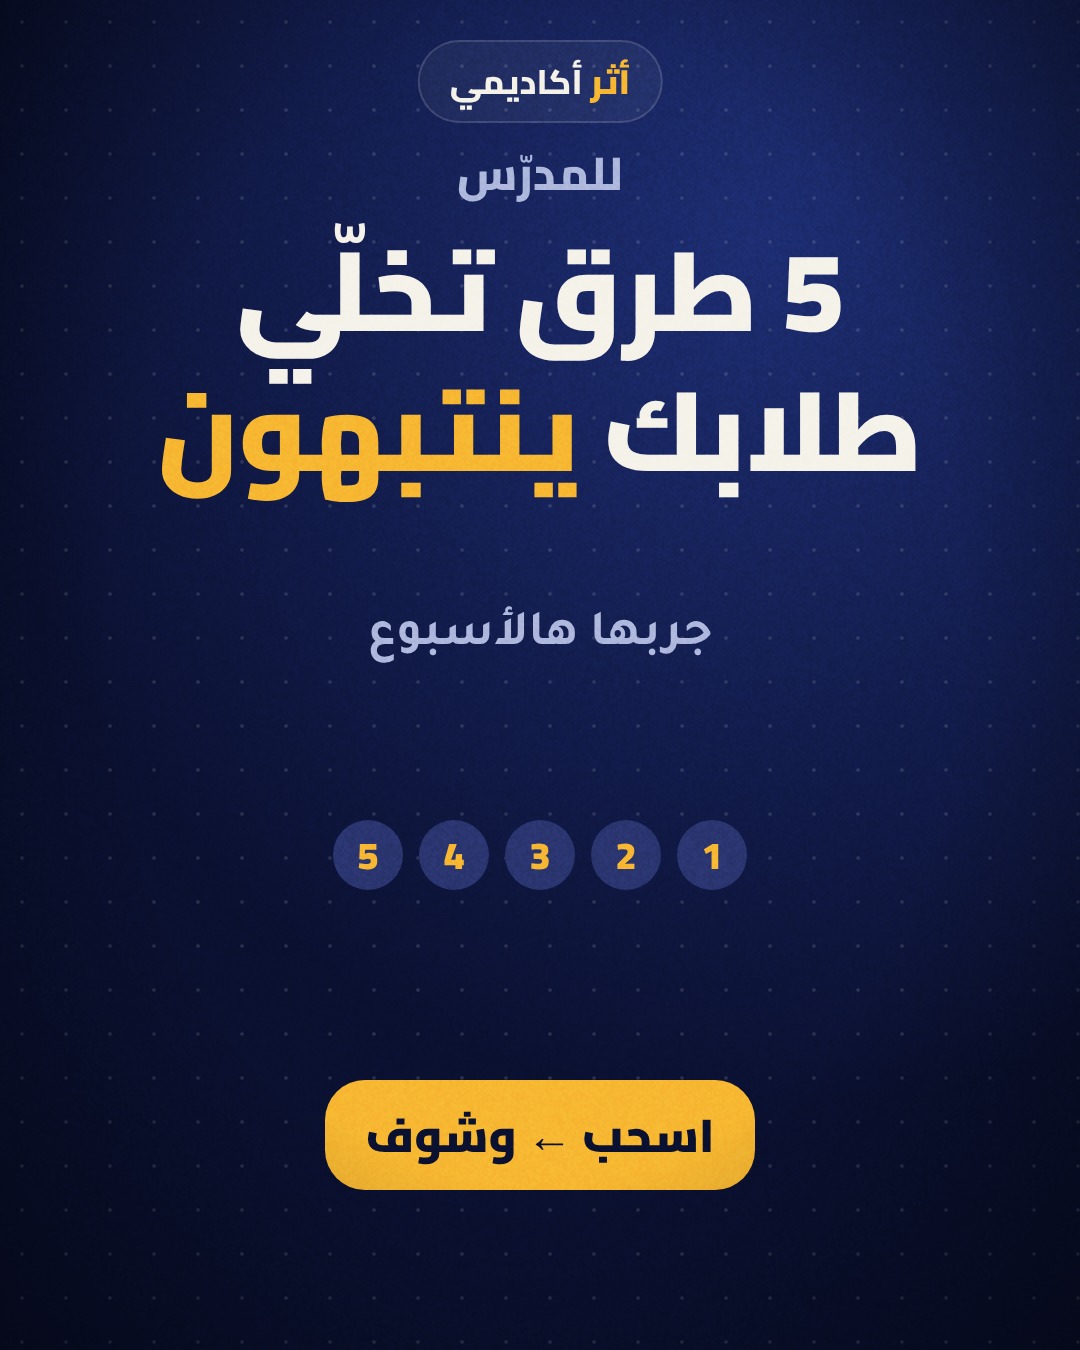 أثر أكاديمي
للمدرّس
5 طرق تخلّي
طلابك ينتبهون
جربها هالأسبوع
1 2 3 4 5
اسحب ← وشوف